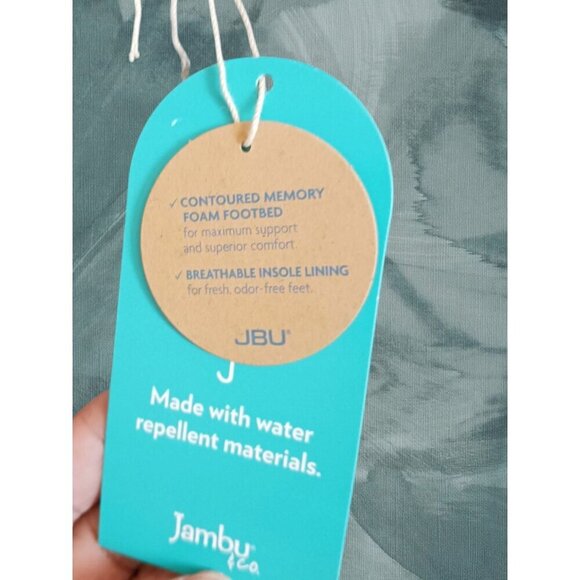 ✓ CONTOURED MEMORY
FOAM FOOTBED
for maximum support
and superior comfort.
✓ BREATHABLE INSOLE LINING
for fresh, odor-free feet.
JBU®
J
Made with water
repellent materials.
Jambu®
& Co.